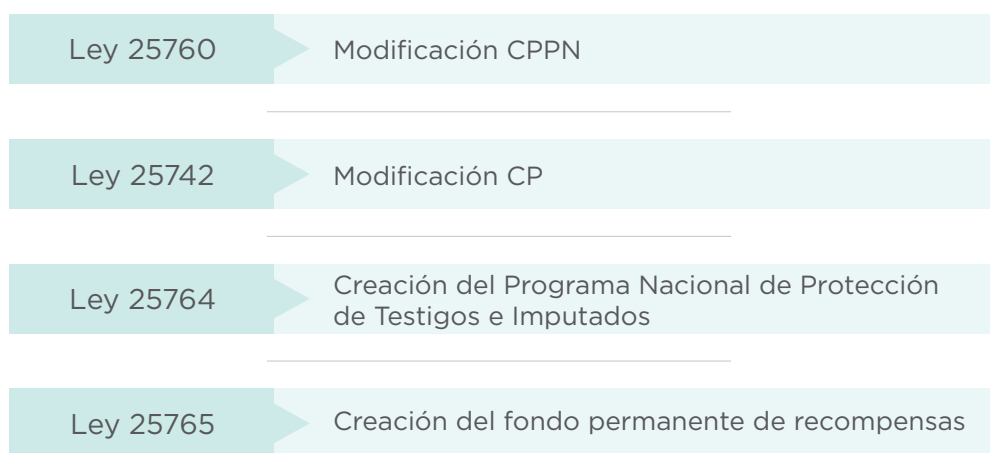 Ley 25760
Modificación CPPN
Ley 25742
Modificación CP
Ley 25764
Creación del Programa Nacional de Protección
de Testigos e Imputados
Ley 25765
Creación del fondo permanente de recompensas